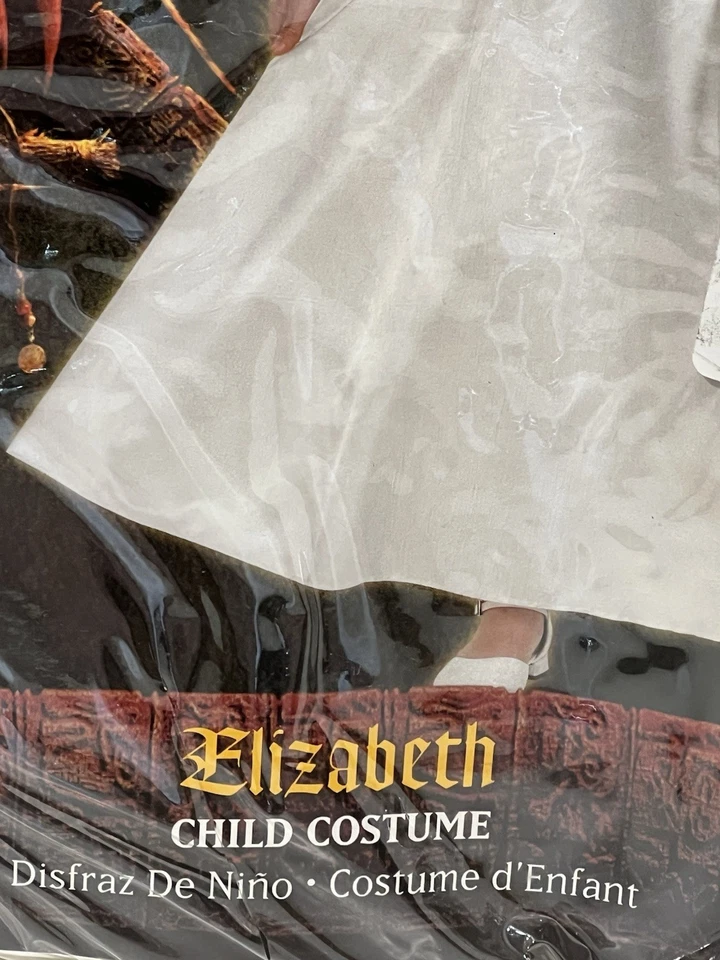 Elizabeth
CHILD COSTUME
Disfraz De Niño • Costume d'Enfant